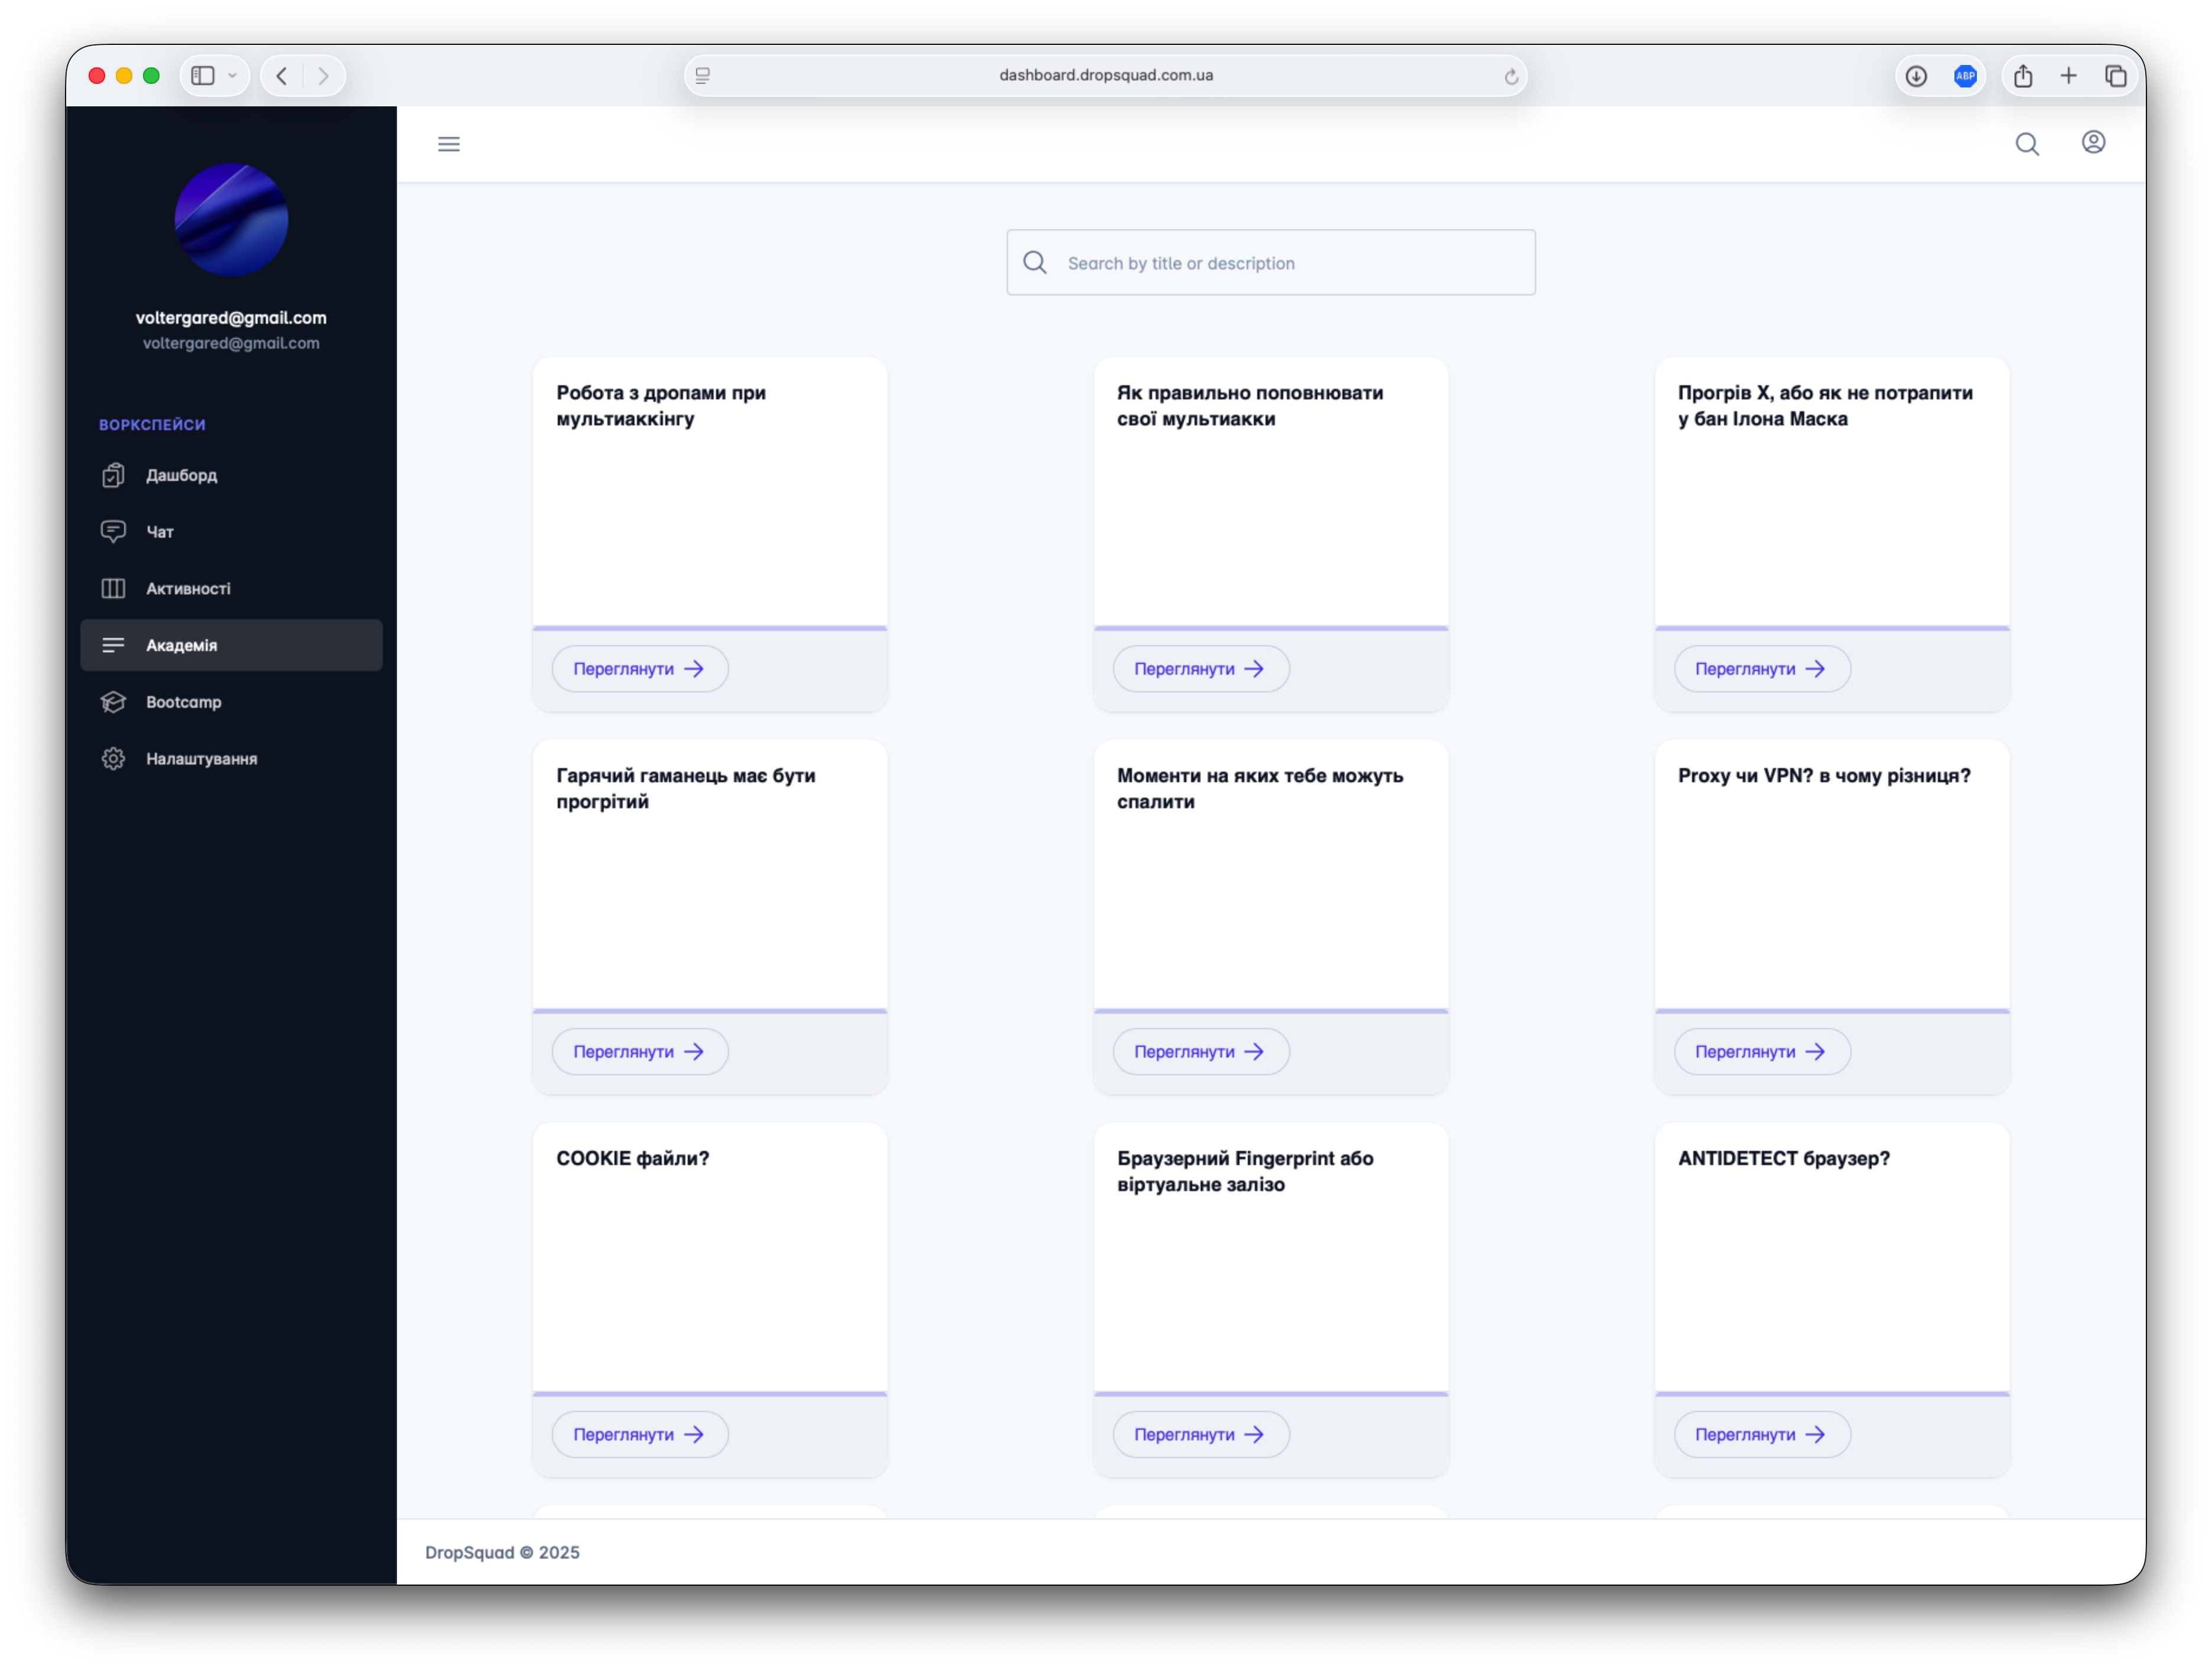 dashboard.dropsquad.com.ua
ABP
voltergared@gmail.com
voltergared@gmail.com
ВОРКСПЕЙСИ
Дашборд
Чат
Активності
Академія
Bootcamp
Налаштування
Search by title or description
Робота з дропами при
мультиаккінгу
Переглянути
Як правильно поповнювати
свої мультиакки
Переглянути
Прогрів X, або як не потрапити
у бан Ілона Маска
Переглянути
Гарячий гаманець має бути
прогрітий
Переглянути
Моменти на яких тебе можуть
спалити
Переглянути
Proxy чи VPN? в чому різниця?
Переглянути
COOKIE файли?
Переглянути
Браузерний Fingerprint або
віртуальне залізо
Переглянути
ANTIDETECT браузер?
Переглянути
DropSquad © 2025